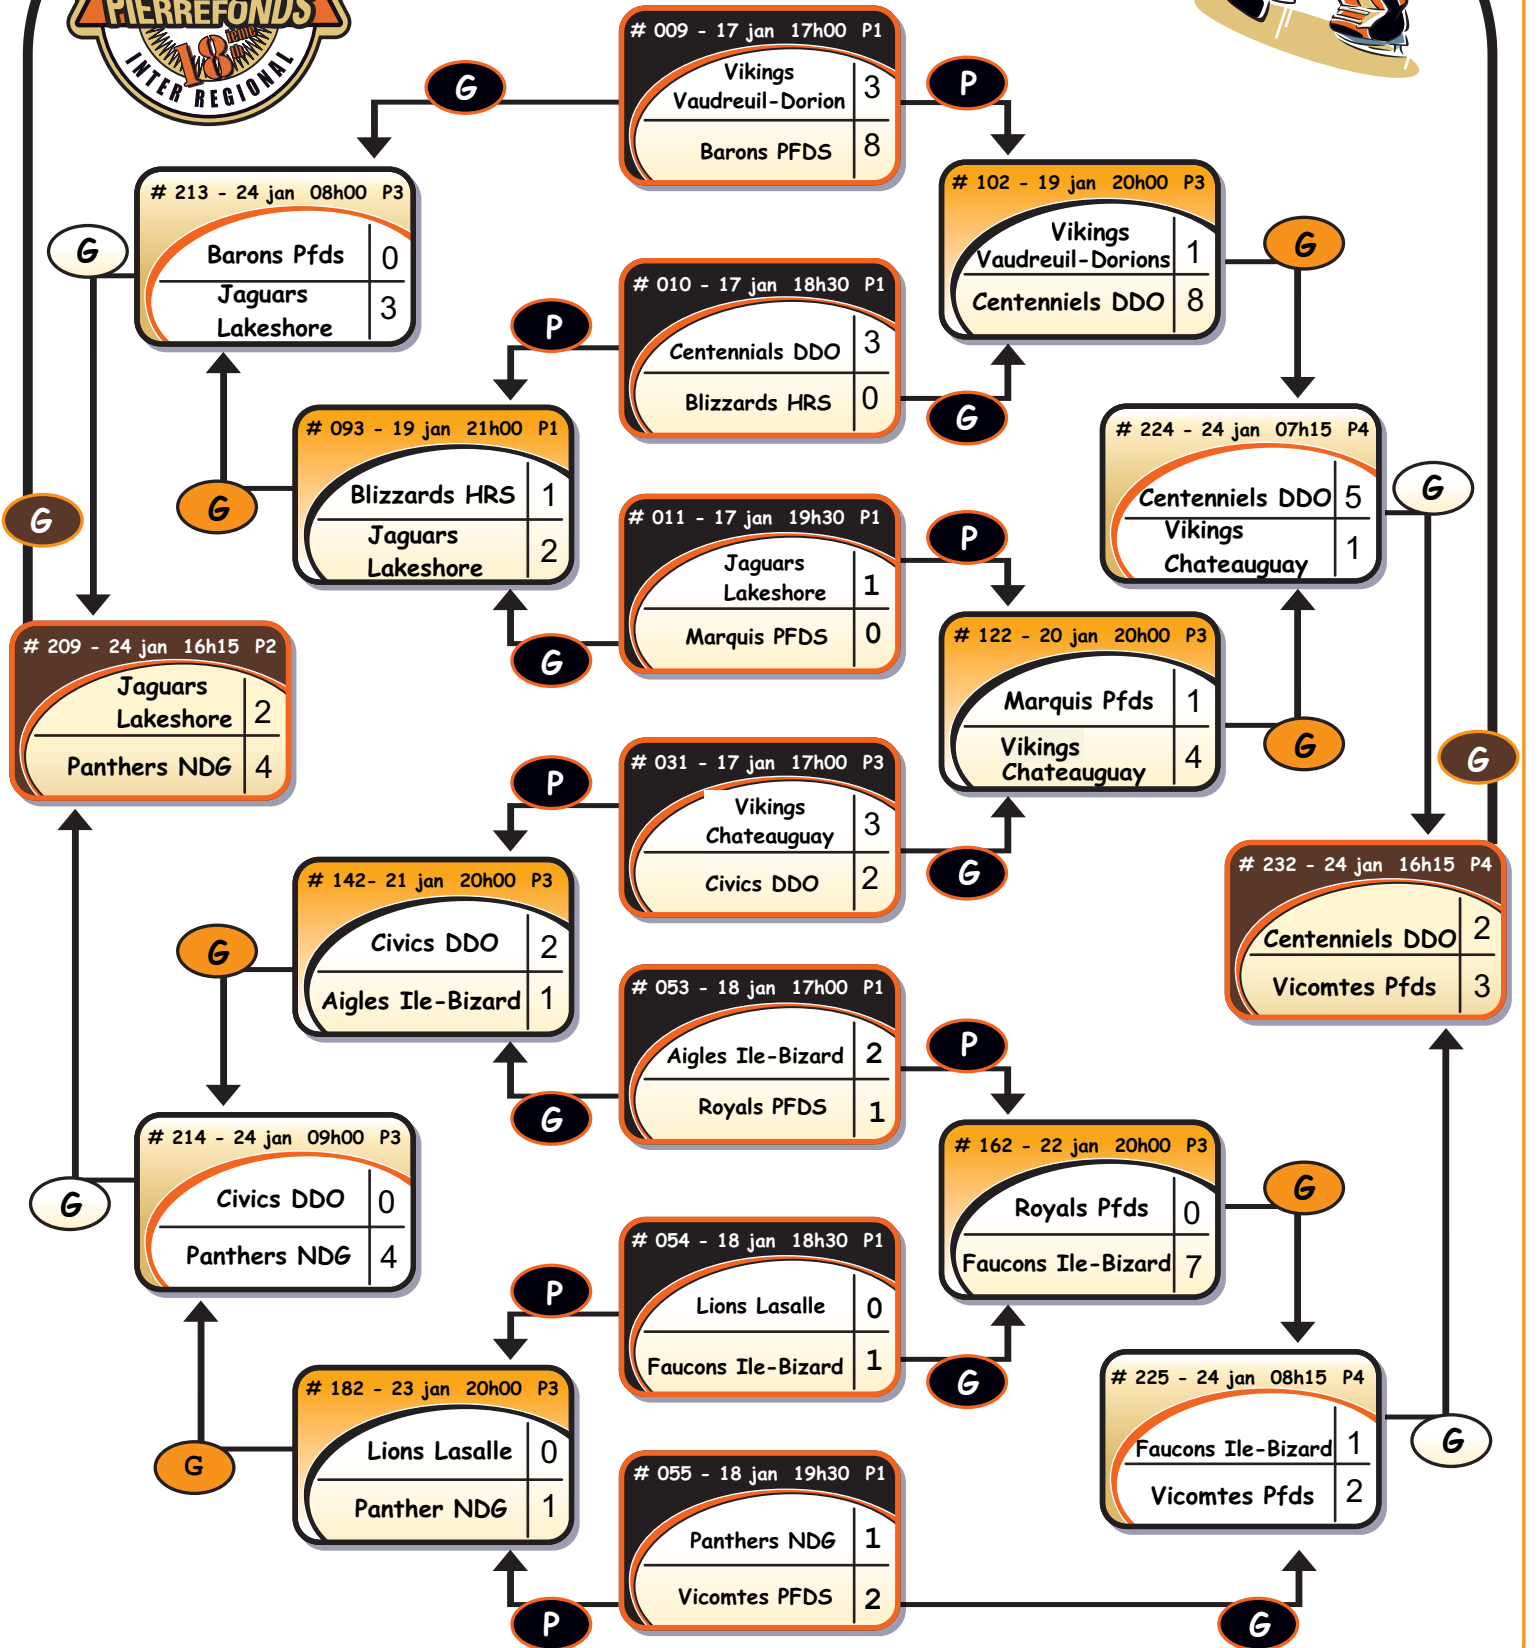 PIERREFONDS
18 ième th
INTER REGIONAL
# 009 - 17 jan 17h00 P1
Vikings
Vaudreuil-Dorion 3
Barons PFDS 8
G
P
# 213 - 24 jan 08h00 P3
Barons Pfds 0
Jaguars
Lakeshore 3
# 102 - 19 jan 20h00 P3
Vikings
Vaudreuil-Dorions 1
Centenniels DDO 8
G
G
# 010 - 17 jan 18h30 P1
Centennials DDO 3
Blizzards HRS 0
P
G
# 093 - 19 jan 21h00 P1
Blizzards HRS 1
Jaguars
Lakeshore 2
G
# 224 - 24 jan 07h15 P4
Centenniels DDO 5
Vikings
Chateauguay 1
G
G
# 011 - 17 jan 19h30 P1
Jaguars
Lakeshore 1
Marquis PFDS 0
P
G
# 209 - 24 jan 16h15 P2
Jaguars
Lakeshore 2
Panthers NDG 4
# 122 - 20 jan 20h00 P3
Marquis Pfds 1
Vikings
Chateauguay 4
G
G
# 031 - 17 jan 17h00 P3
Vikings
Chateauguay 3
Civics DDO 2
P
G
# 142- 21 jan 20h00 P3
Civics DDO 2
Aigles Ile-Bizard 1
G
# 232 - 24 jan 16h15 P4
Centenniels DDO 2
Vicomtes Pfds 3
# 053 - 18 jan 17h00 P1
Aigles Ile-Bizard 2
Royals PFDS 1
P
G
# 214 - 24 jan 09h00 P3
Civics DDO 0
Panthers NDG 4
G
# 162 - 22 jan 20h00 P3
Royals Pfds 0
Faucons Ile-Bizard 7
G
# 054 - 18 jan 18h30 P1
Lions Lasalle 0
Faucons Ile-Bizard 1
P
G
# 182 - 23 jan 20h00 P3
Lions Lasalle 0
Panther NDG 1
G
# 225 - 24 jan 08h15 P4
Faucons Ile-Bizard 1
Vicomtes Pfds 2
G
# 055 - 18 jan 19h30 P1
Panthers NDG 1
Vicomtes PFDS 2
P
G